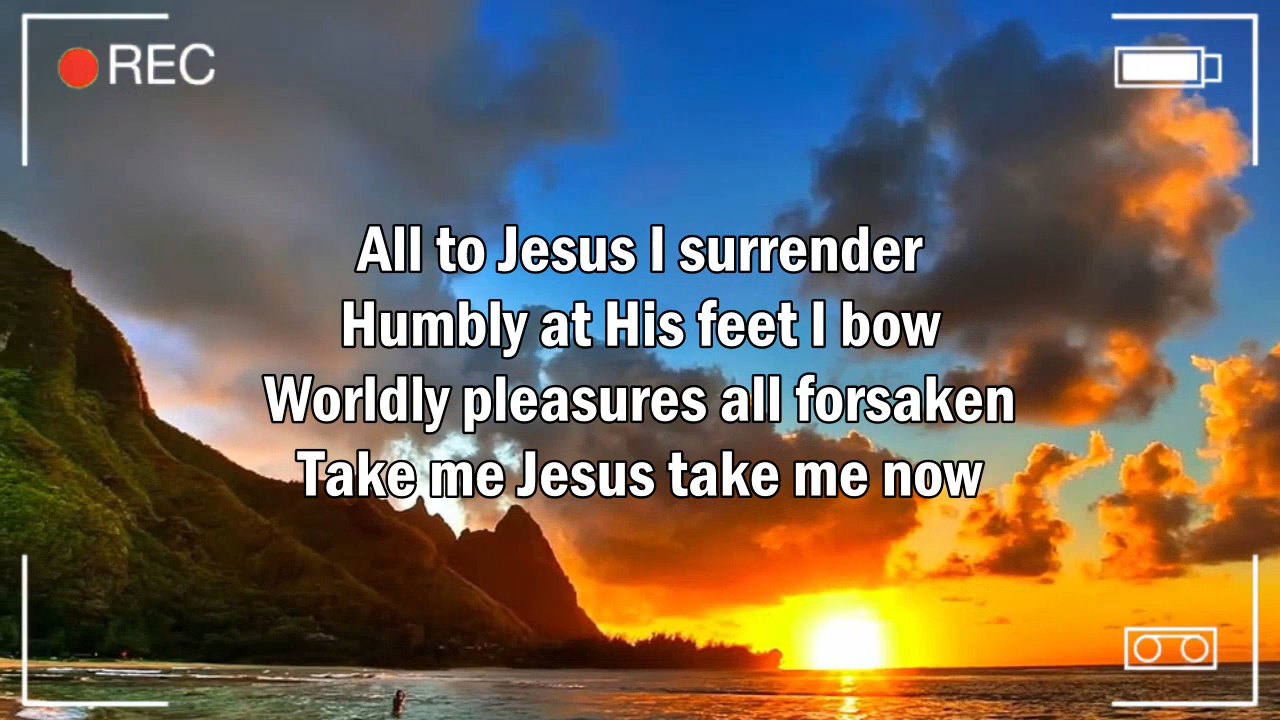 REC
All to Jesus I surrender
Humbly at His feet I bow
Worldly pleasures all forsaken
Take me Jesus take me now